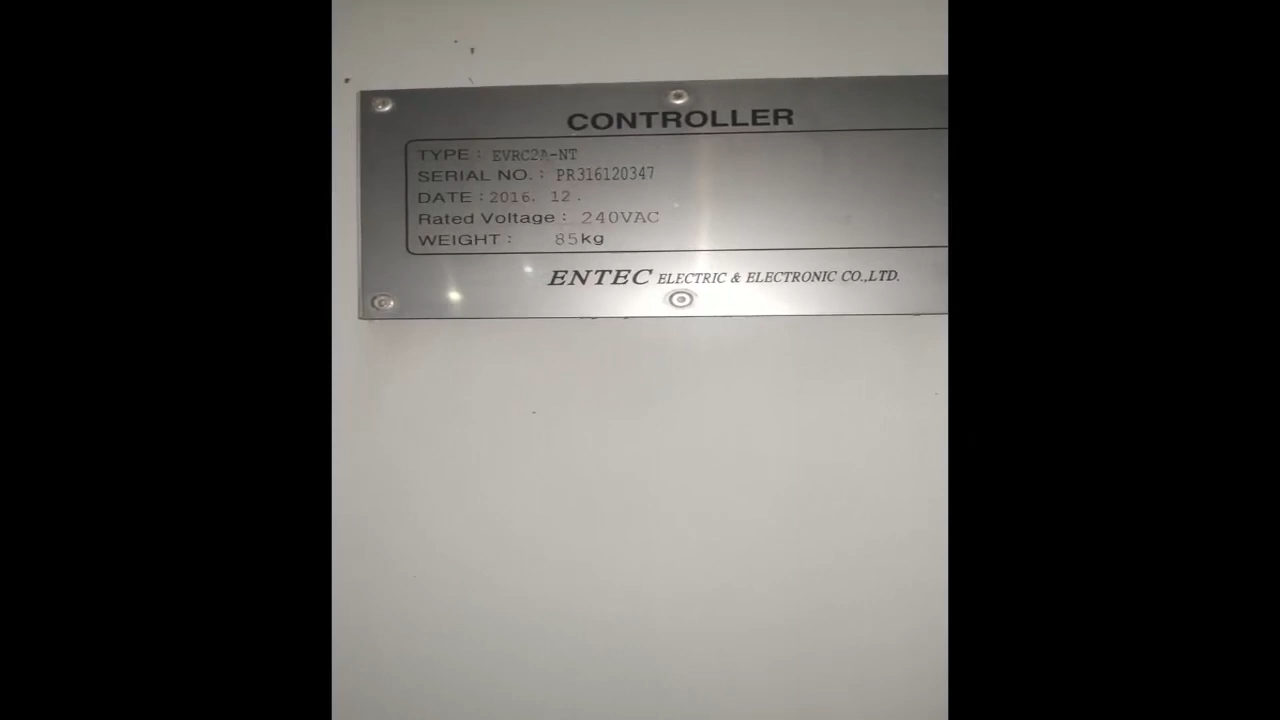 CONTROLLER
TYPE : EVRC2A-NT
SERIAL NO. : PR316120347
DATE : 2016. 12 .
Rated Voltage : 240VAC
WEIGHT : 85kg
ENTEC ELECTRIC & ELECTRONIC CO.,LTD.